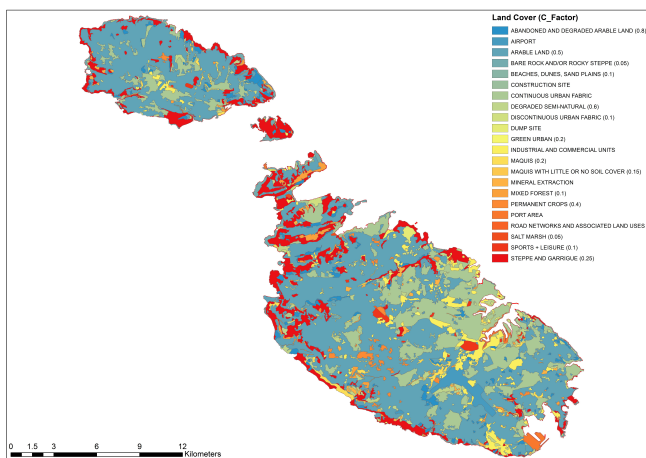 Land Cover (C_Factor)
ABANDONED AND DEGRADED ARABLE LAND (0.8)
AIRPORT
ARABLE LAND (0.5)
BARE ROCK AND/OR ROCKY STEPPE (0.05)
BEACHES, DUNES, SAND PLAINS (0.1)
CONSTRUCTION SITE
CONTINUOUS URBAN FABRIC
DEGRADED SEMI-NATURAL (0.6)
DISCONTINUOUS URBAN FABRIC (0.1)
DUMP SITE
GREEN URBAN (0.2)
INDUSTRIAL AND COMMERCIAL UNITS
MAQUIS (0.2)
MAQUIS WITH LITTLE OR NO SOIL COVER (0.15)
MINERAL EXTRACTION
MIXED FOREST (0.1)
PERMANENT CROPS (0.4)
PORT AREA
ROAD NETWORKS AND ASSOCIATED LAND USES
SALT MARSH (0.05)
SPORTS + LEISURE (0.1)
STEPPE AND GARRIGUE (0.25)
0 1.5 3 6 9 12
Kilometers